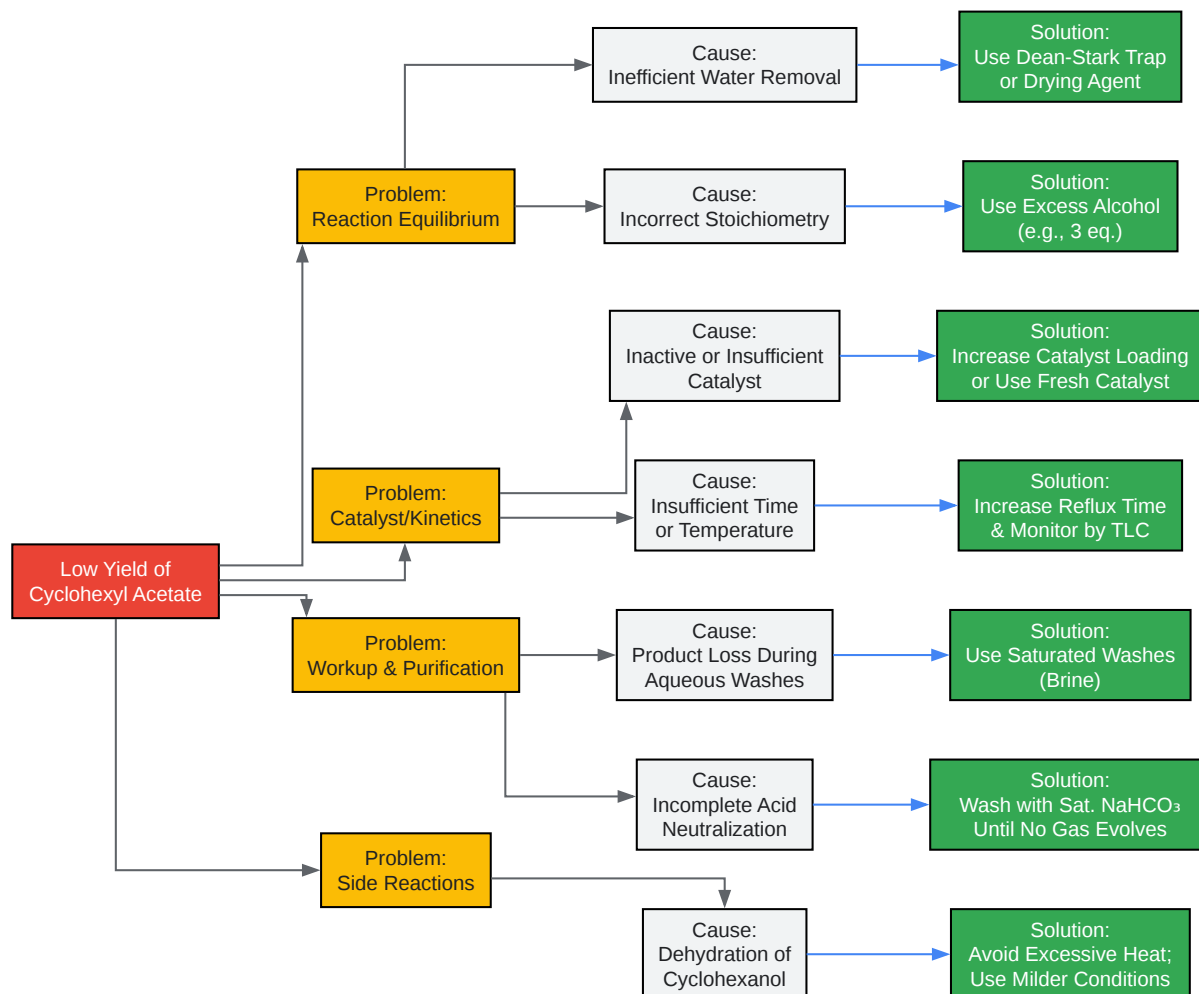 Cause:
Inefficient Water Removal
Solution:
Use Dean-Stark Trap
or Drying Agent
Problem:
Reaction Equilibrium
Cause:
Incorrect Stoichiometry
Solution:
Use Excess Alcohol
(e.g., 3 eq.)
Cause:
Inactive or Insufficient
Catalyst
Solution:
Increase Catalyst Loading
or Use Fresh Catalyst
Problem:
Catalyst/Kinetics
Cause:
Insufficient Time
or Temperature
Solution:
Increase Reflux Time
& Monitor by TLC
Low Yield of
Cyclohexyl Acetate
Problem:
Workup & Purification
Cause:
Product Loss During
Aqueous Washes
Solution:
Use Saturated Washes
(Brine)
Cause:
Incomplete Acid
Neutralization
Solution:
Wash with Sat. NaHCO₃
Until No Gas Evolves
Problem:
Side Reactions
Cause:
Dehydration of
Cyclohexanol
Solution:
Avoid Excessive Heat;
Use Milder Conditions